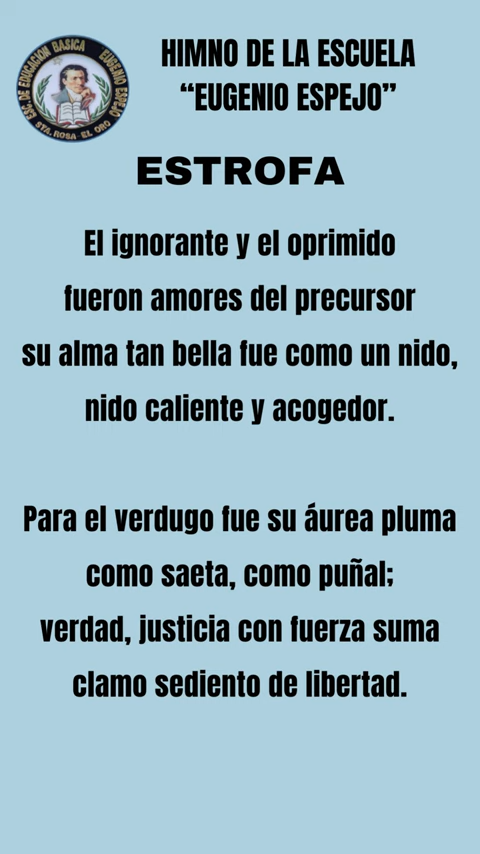 ESC. DE EDUCACIÓN BASICA EUGENIO ESPEJO
STA. ROSA - EL ORO
HIMNO DE LA ESCUELA
“EUGENIO ESPEJO”
ESTROFA
El ignorante y el oprimido
fueron amores del precursor
su alma tan bella fue como un nido,
nido caliente y acogedor.
Para el verdugo fue su áurea pluma
como saeta, como puñal;
verdad, justicia con fuerza suma
clamo sediento de libertad.